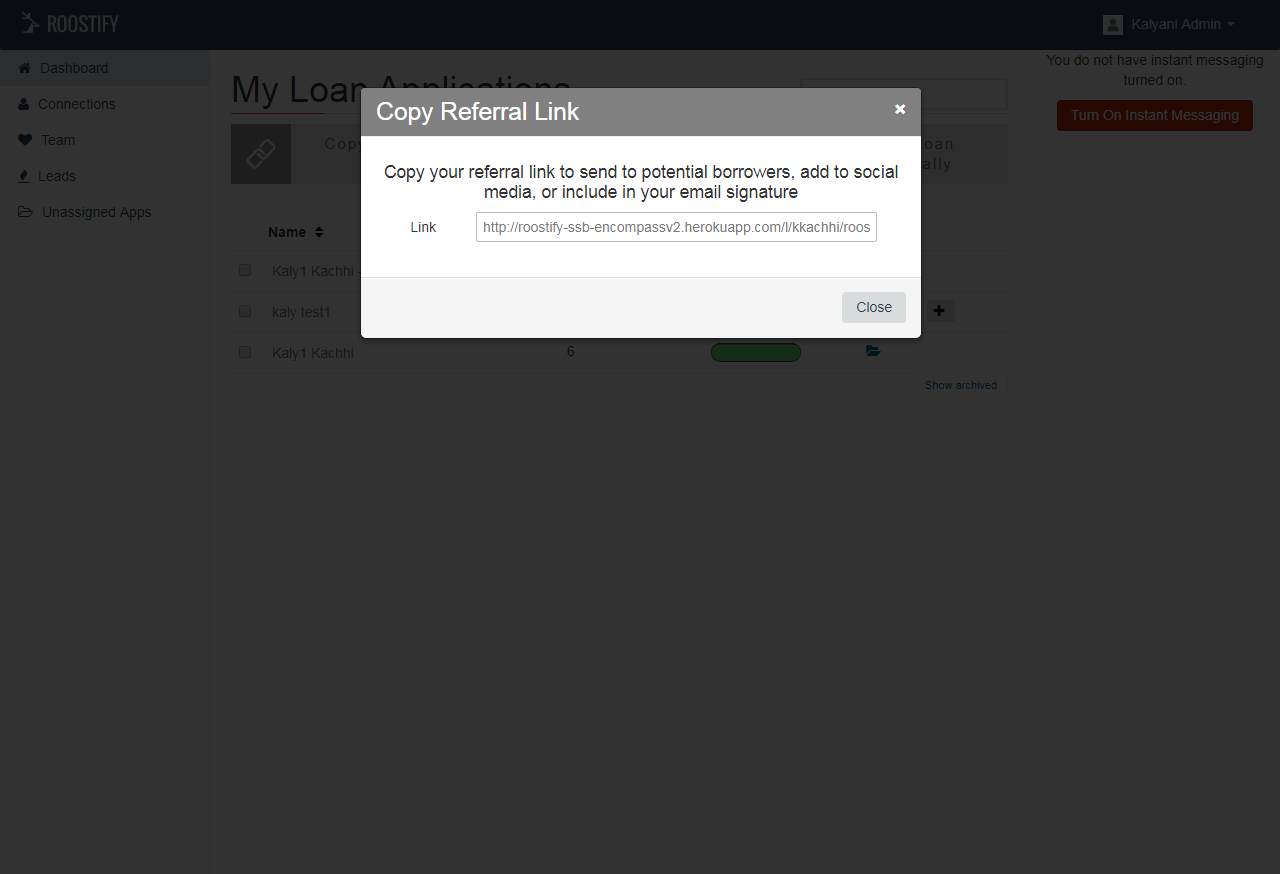 ROOSTIFY
Kalyani Admin
Dashboard
Connections
Team
Leads
Unassigned Apps
My Loan Applications
Copy Referral Link
Copy your referral link to send to potential borrowers, add to social
media, or include in your email signature
Link
http://roostify-ssb-encompassv2.herokuapp.com/l/kkachhi/roos
Close
Name
Kaly1 Kachhi
kaly test1
Kaly1 Kachhi
6
Show archived
You do not have instant messaging
turned on.
Turn On Instant Messaging